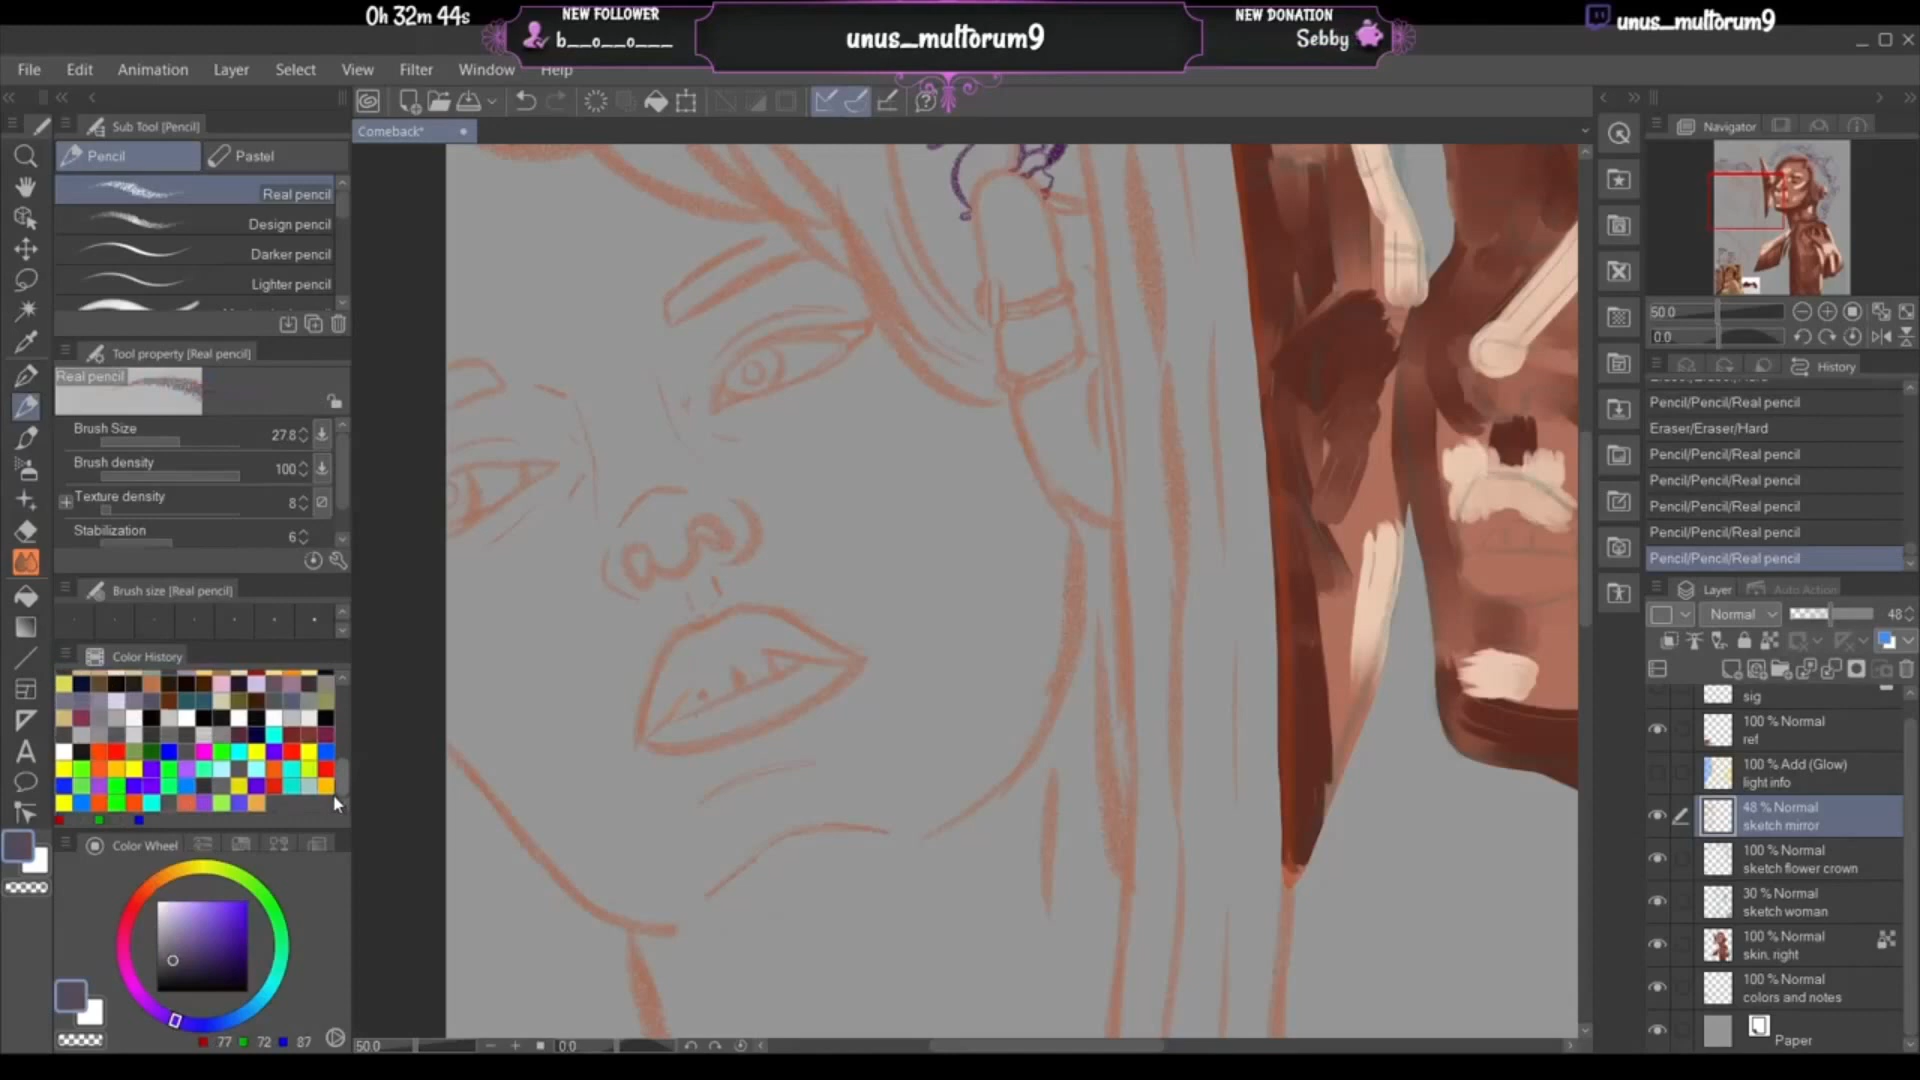 0h 32m 44s
NEW FOLLOWER
b__o__o___
unus_multorum9
NEW DONATION
Sebby
unus_multorum9
File Edit Animation Layer Select View Filter Window Help
Comeback*
Sub Tool [Pencil]
Pencil Pastel
Real pencil
Design pencil
Darker pencil
Lighter pencil
Tool property [Real pencil]
Real pencil
Brush Size 27.8
Brush density 100
Texture density 8
Stabilization 6
Brush size [Real pencil]
Color History
Color Wheel
77 72 87
50.0 0.0
Navigator
50.0
0.0
History
Pencil/Pencil/Real pencil
Eraser/Eraser/Hard
Pencil/Pencil/Real pencil
Pencil/Pencil/Real pencil
Pencil/Pencil/Real pencil
Pencil/Pencil/Real pencil
Pencil/Pencil/Real pencil
Layer Auto Action
Normal 48
sig
100 % Normal
ref
100 % Add (Glow)
light info
48 % Normal
sketch mirror
100 % Normal
sketch flower crown
30 % Normal
sketch woman
100 % Normal
skin, right
100 % Normal
colors and notes
Paper